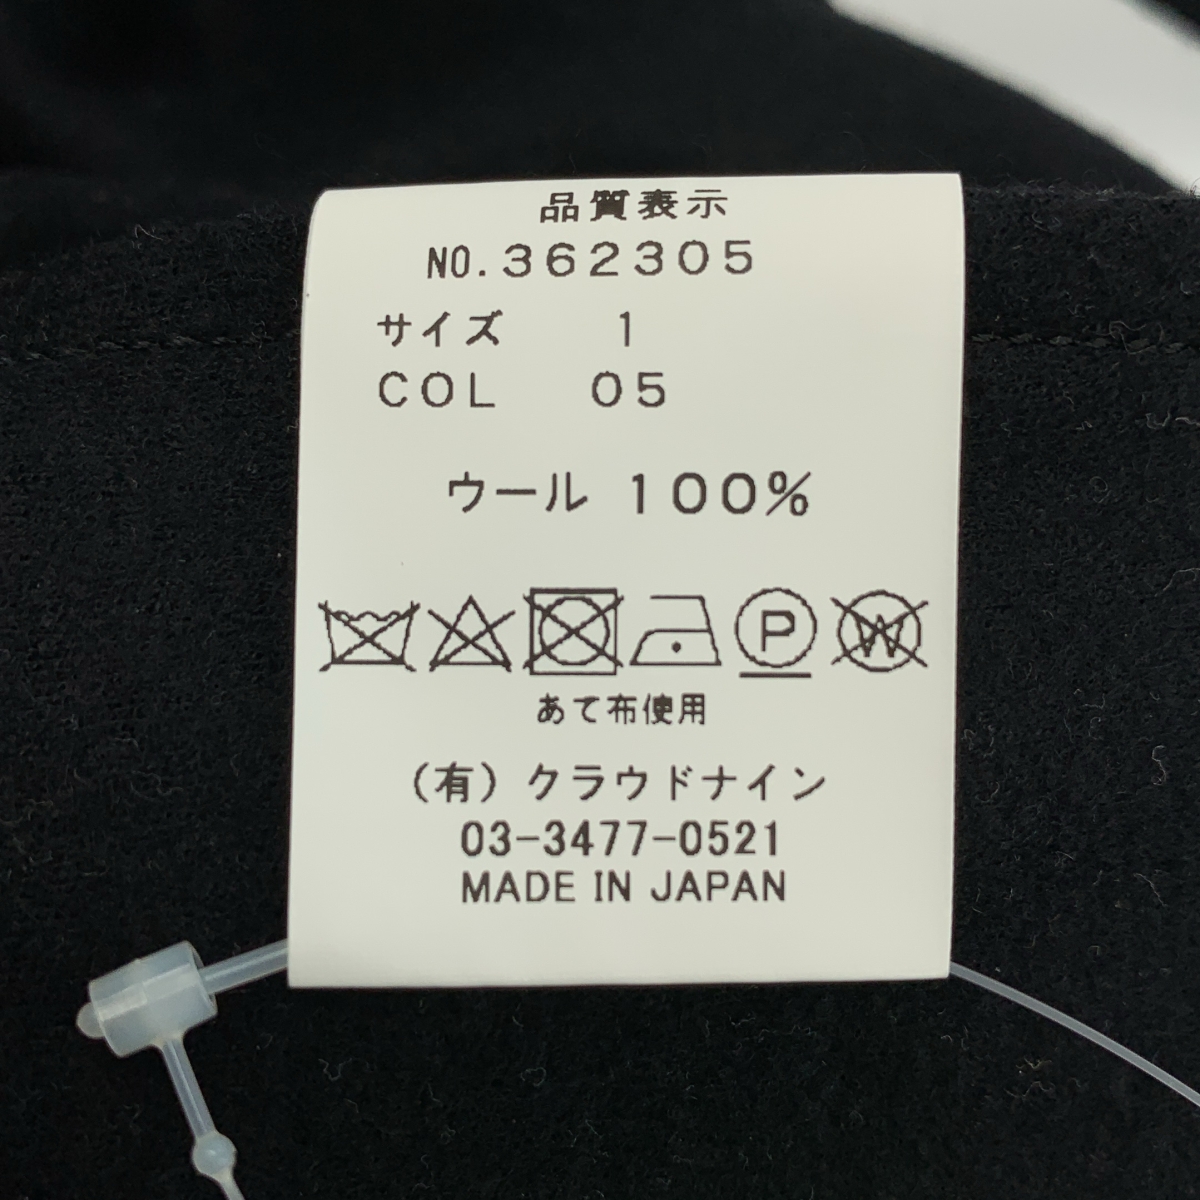 品質表示
NO.362305
サイズ 1
COL 05
ウール 100%
P W
あて布使用
(有)クラウドナイン
03-3477-0521
MADE IN JAPAN